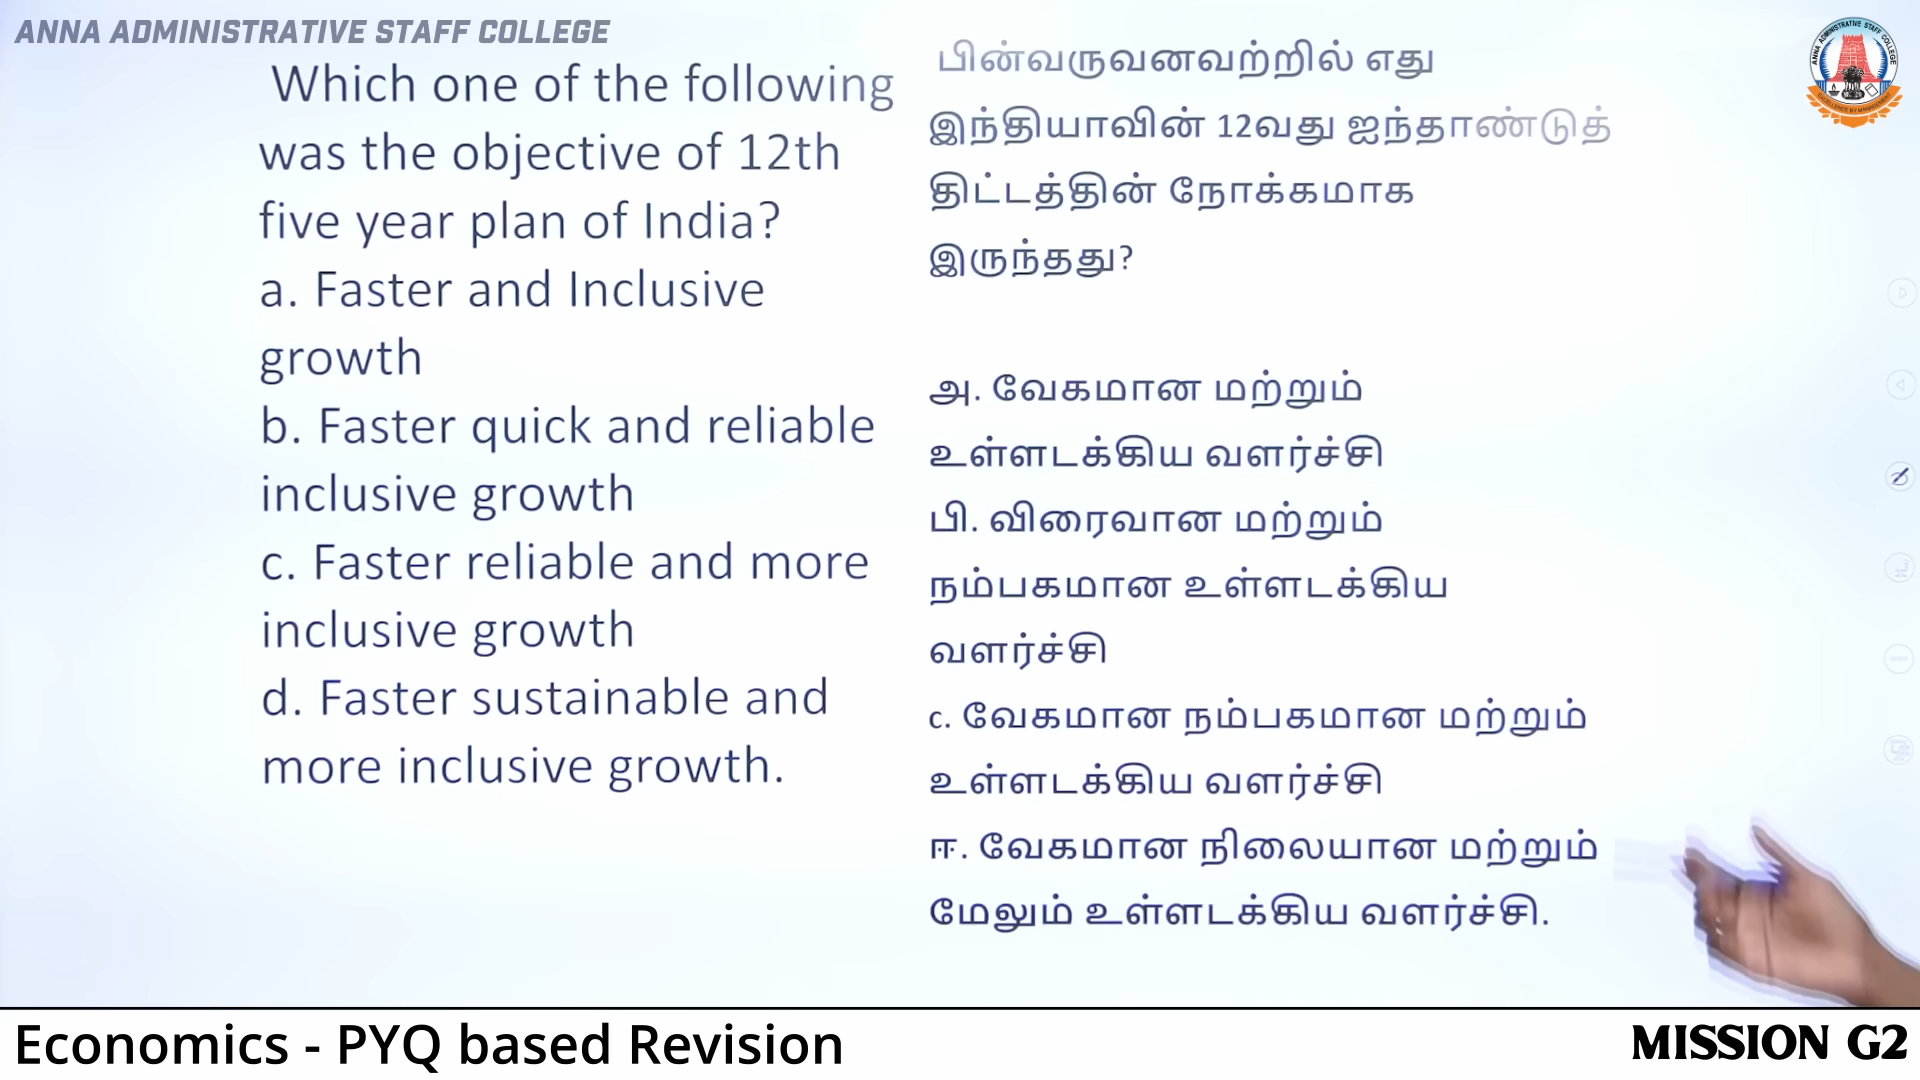 ANNA ADMINISTRATIVE STAFF COLLEGE
Which one of the following
was the objective of 12th
five year plan of India?
a. Faster and Inclusive
growth
b. Faster quick and reliable
inclusive growth
c. Faster reliable and more
inclusive growth
d. Faster sustainable and
more inclusive growth.
பின்வருவனவற்றில் எது
இந்தியாவின் 12வது ஐந்தாண்டுத்
திட்டத்தின் நோக்கமாக
இருந்தது?
அ. வேகமான மற்றும்
உள்ளடக்கிய வளர்ச்சி
பி. விரைவான மற்றும்
நம்பகமான உள்ளடக்கிய
வளர்ச்சி
c. வேகமான நம்பகமான மற்றும்
உள்ளடக்கிய வளர்ச்சி
ஈ. வேகமான நிலையான மற்றும்
மேலும் உள்ளடக்கிய வளர்ச்சி.
ANNA ADMINISTRATIVE STAFF COLLEGE
Economics - PYQ based Revision
MISSION G2